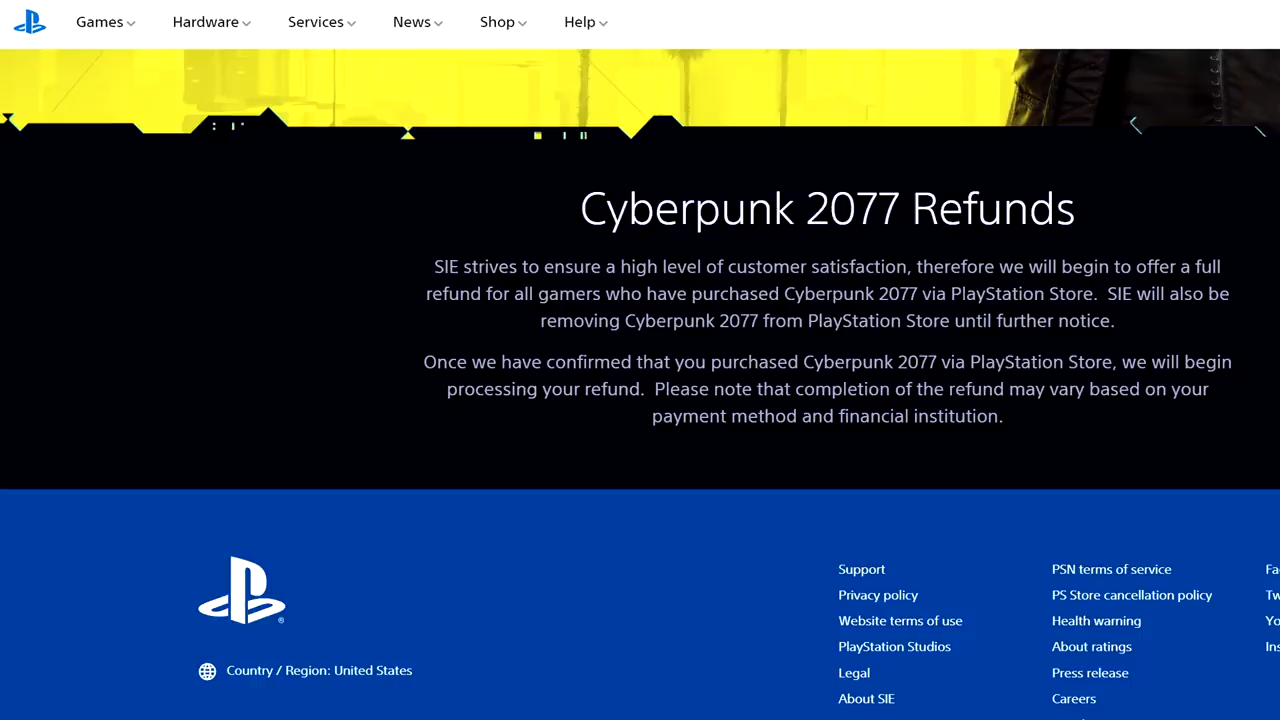 Games Hardware Services News Shop Help
Cyberpunk 2077 Refunds
SIE strives to ensure a high level of customer satisfaction, therefore we will begin to offer a full
refund for all gamers who have purchased Cyberpunk 2077 via PlayStation Store.  SIE will also be
removing Cyberpunk 2077 from PlayStation Store until further notice.
Once we have confirmed that you purchased Cyberpunk 2077 via PlayStation Store, we will begin
processing your refund.  Please note that completion of the refund may vary based on your
payment method and financial institution.
Country / Region: United States
Support
Privacy policy
Website terms of use
PlayStation Studios
Legal
About SIE
PSN terms of service
PS Store cancellation policy
Health warning
About ratings
Press release
Careers
Fa
Tw
Yo
Ins